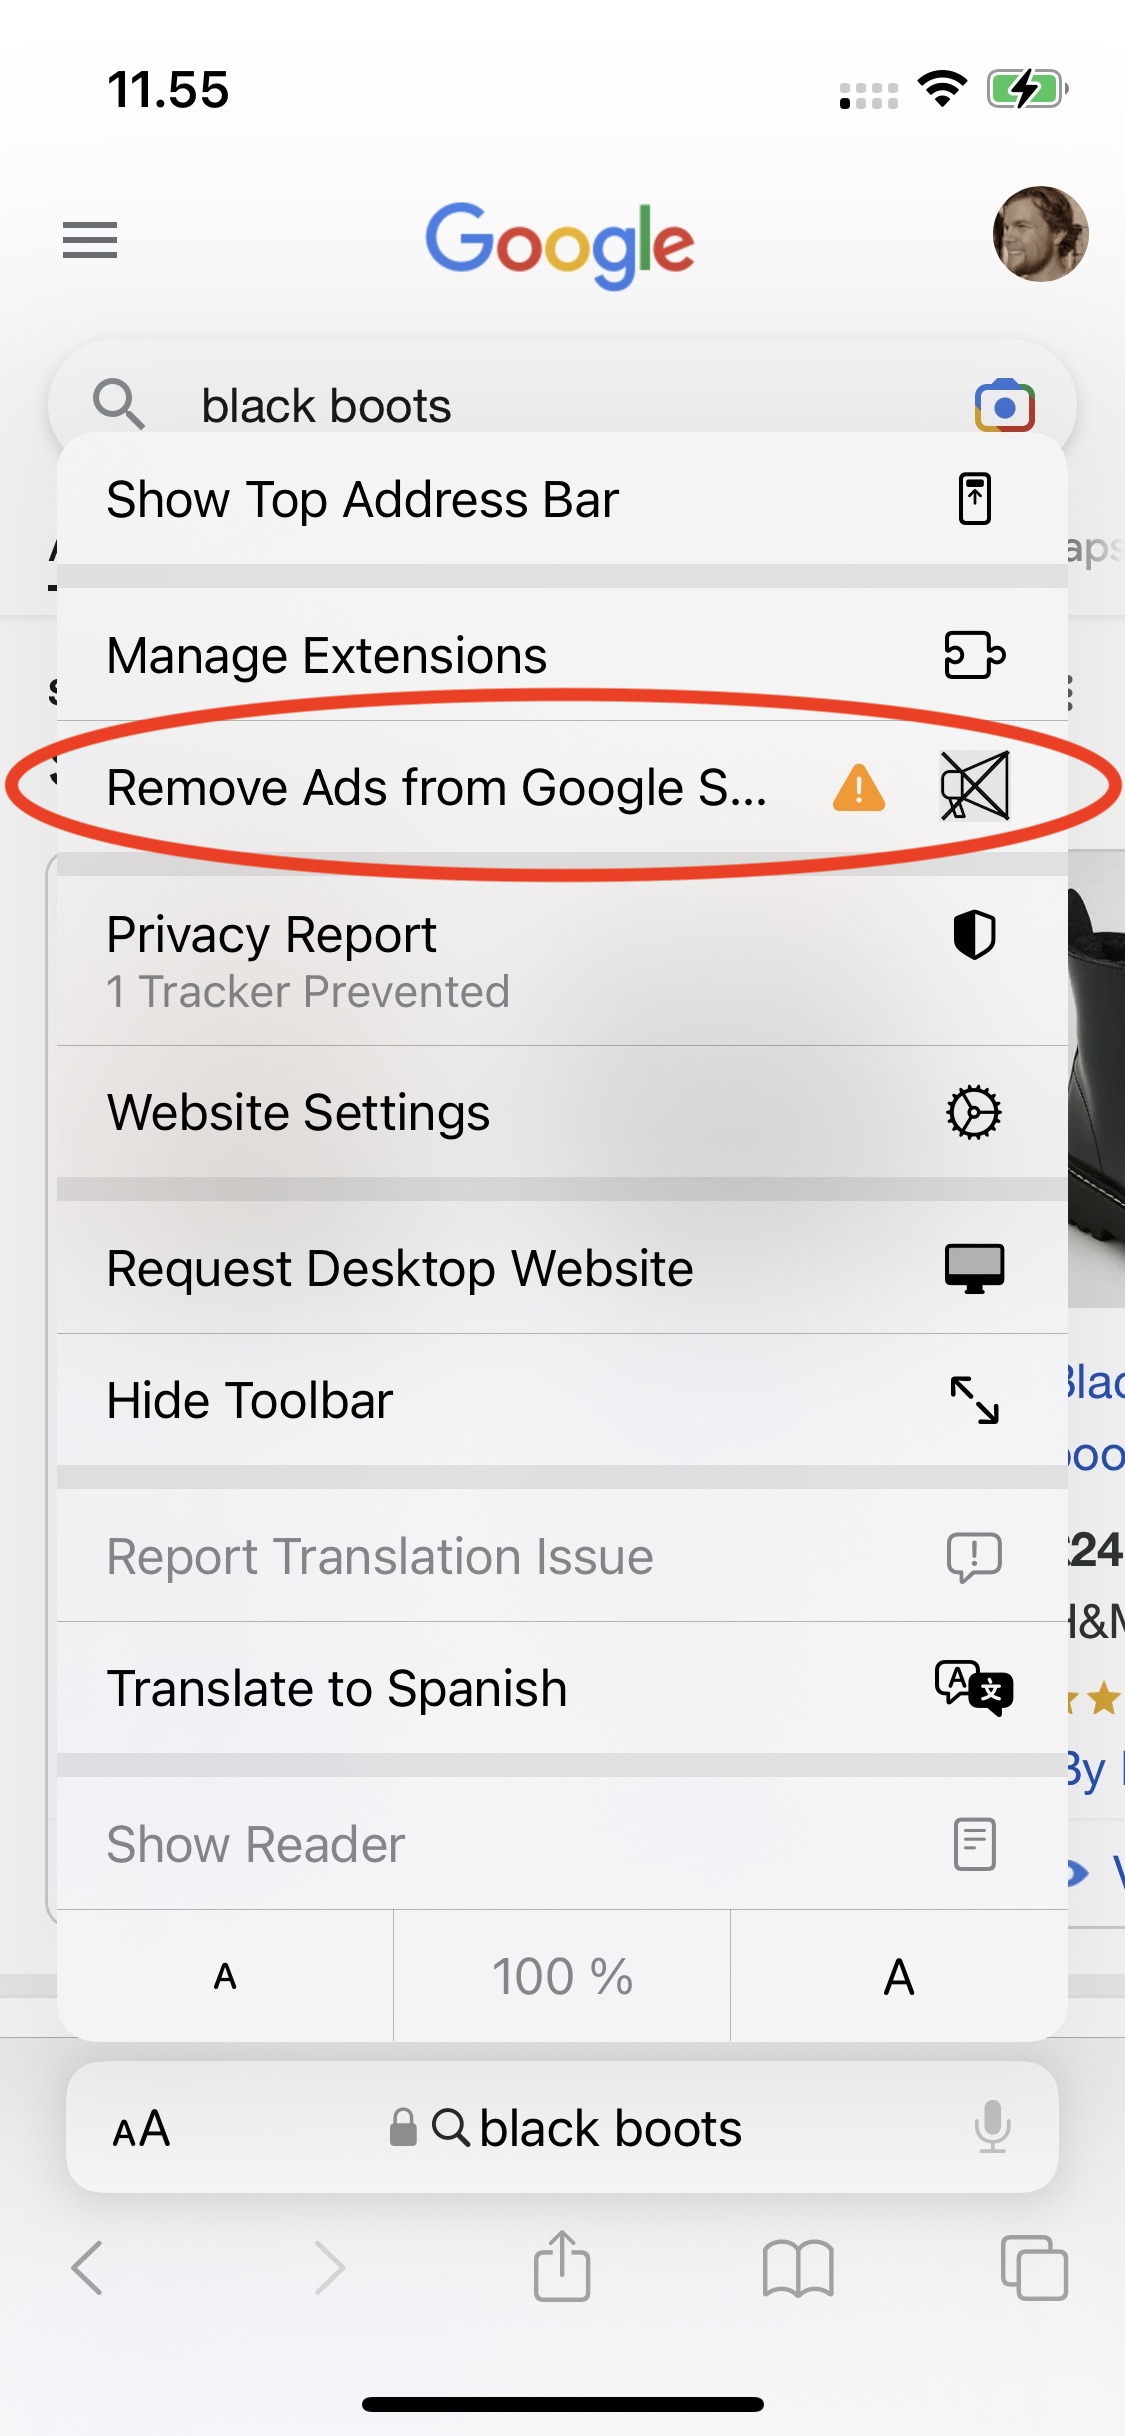 11.55
Google
black boots
Show Top Address Bar
Manage Extensions
Remove Ads from Google S...
Privacy Report
1 Tracker Prevented
Website Settings
Request Desktop Website
Hide Toolbar
24
Report Translation Issue
Translate to Spanish
By
Show Reader
A 100 % A
AA black boots